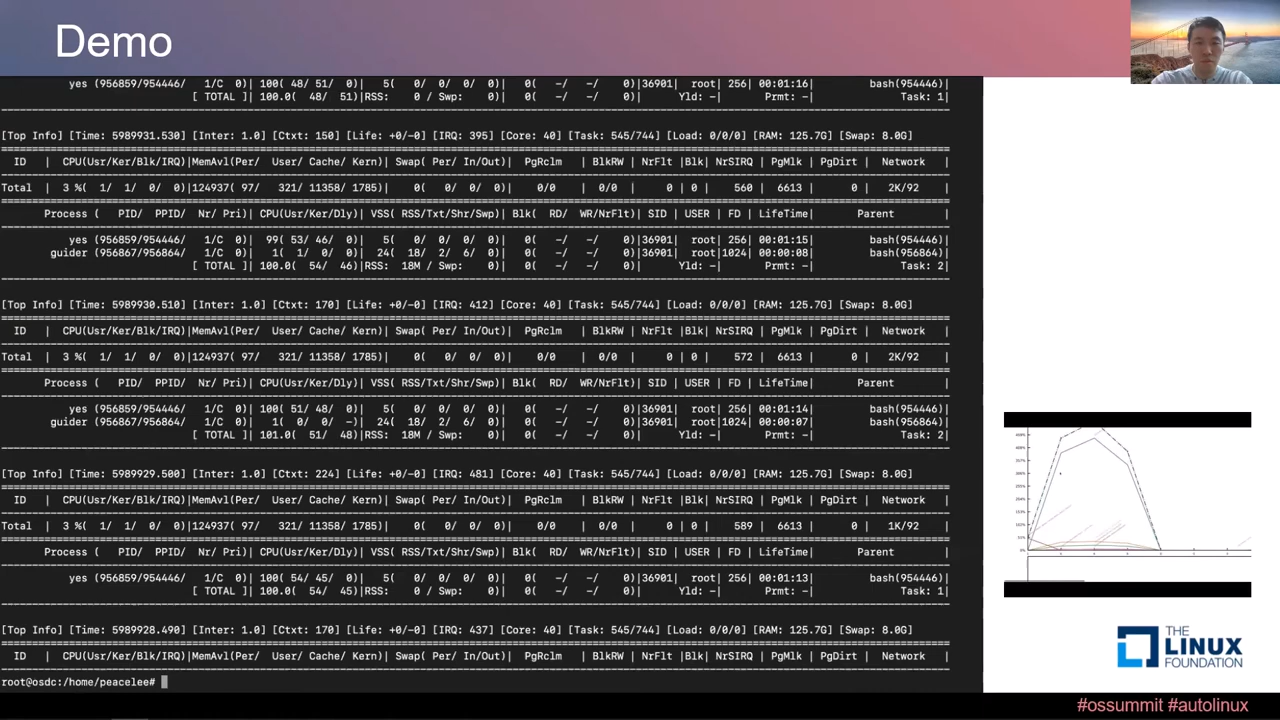 Demo
yes (956859/954446/ 1/C 0)| 100( 48/ 51/ 0)| 5( 0/ 0/ 0/ 0)| 0( -/ -/ 0)|36901| root| 256| 00:01:16| bash(954446)|
[ TOTAL ]| 100.0( 48/ 51)|RSS: 0 / Swp: 0)| Yld: -| Prmt: -| Task: 1|
[Top Info] [Time: 5989931.530] [Inter: 1.0] [Ctxt: 150] [Life: +0/-0] [IRQ: 395] [Core: 40] [Task: 545/744] [Load: 0/0/0] [RAM: 125.7G] [Swap: 8.0G]
ID | CPU(Usr/Ker/Blk/IRQ)|MemAvl(Per/ User/ Cache/ Kern)| Swap( Per/ In/Out)| PgRclm | BlkRW | NrFlt |Blk| NrSIRQ | PgMlk | PgDirt | Network |
Total | 3 %( 1/ 1/ 0/ 0)|124937( 97/ 321/ 11358/ 1785)| 0( 0/ 0/ 0)| 0/0 | 0/0 | 0 | 0 | 560 | 6613 | 0 | 2K/92 |
Process ( PID/ PPID/ Nr/ Pri)| CPU(Usr/Ker/Dly)| VSS( RSS/Txt/Shr/Swp)| Blk( RD/ WR/NrFlt)| SID | USER | FD | LifeTime| Parent |
yes (956859/954446/ 1/C 0)| 99( 53/ 46/ 0)| 5( 0/ 0/ 0/ 0)| 0( -/ -/ 0)|36901| root| 256| 00:01:15| bash(954446)|
guider (956867/956864/ 1/C 0)| 1( 1/ 0/ 0)| 24( 18/ 2/ 6/ 0)| 0( -/ -/ 0)|36901| root|1024| 00:00:08| bash(956864)|
[ TOTAL ]| 100.0( 54/ 46)|RSS: 18M / Swp: 0)| Yld: -| Prmt: -| Task: 2|
[Top Info] [Time: 5989930.510] [Inter: 1.0] [Ctxt: 170] [Life: +0/-0] [IRQ: 412] [Core: 40] [Task: 545/744] [Load: 0/0/0] [RAM: 125.7G] [Swap: 8.0G]
ID | CPU(Usr/Ker/Blk/IRQ)|MemAvl(Per/ User/ Cache/ Kern)| Swap( Per/ In/Out)| PgRclm | BlkRW | NrFlt |Blk| NrSIRQ | PgMlk | PgDirt | Network |
Total | 3 %( 1/ 1/ 0/ 0)|124937( 97/ 321/ 11358/ 1785)| 0( 0/ 0/ 0)| 0/0 | 0/0 | 0 | 0 | 572 | 6613 | 0 | 2K/92 |
Process ( PID/ PPID/ Nr/ Pri)| CPU(Usr/Ker/Dly)| VSS( RSS/Txt/Shr/Swp)| Blk( RD/ WR/NrFlt)| SID | USER | FD | LifeTime| Parent |
yes (956859/954446/ 1/C 0)| 100( 51/ 48/ 0)| 5( 0/ 0/ 0/ 0)| 0( -/ -/ 0)|36901| root| 256| 00:01:14| bash(954446)|
guider (956867/956864/ 1/C 0)| 1( 0/ 0/ -)| 24( 18/ 2/ 6/ 0)| 0( -/ -/ 0)|36901| root|1024| 00:00:07| bash(956864)|
[ TOTAL ]| 101.0( 51/ 48)|RSS: 18M / Swp: 0)| Yld: -| Prmt: -| Task: 2|
[Top Info] [Time: 5989929.500] [Inter: 1.0] [Ctxt: 224] [Life: +0/-0] [IRQ: 481] [Core: 40] [Task: 545/744] [Load: 0/0/0] [RAM: 125.7G] [Swap: 8.0G]
ID | CPU(Usr/Ker/Blk/IRQ)|MemAvl(Per/ User/ Cache/ Kern)| Swap( Per/ In/Out)| PgRclm | BlkRW | NrFlt |Blk| NrSIRQ | PgMlk | PgDirt | Network |
Total | 3 %( 1/ 1/ 0/ 0)|124937( 97/ 321/ 11358/ 1785)| 0( 0/ 0/ 0)| 0/0 | 0/0 | 0 | 0 | 589 | 6613 | 0 | 1K/92 |
Process ( PID/ PPID/ Nr/ Pri)| CPU(Usr/Ker/Dly)| VSS( RSS/Txt/Shr/Swp)| Blk( RD/ WR/NrFlt)| SID | USER | FD | LifeTime| Parent |
yes (956859/954446/ 1/C 0)| 100( 54/ 45/ 0)| 5( 0/ 0/ 0/ 0)| 0( -/ -/ 0)|36901| root| 256| 00:01:13| bash(954446)|
[ TOTAL ]| 100.0( 54/ 45)|RSS: 0 / Swp: 0)| Yld: -| Prmt: -| Task: 1|
[Top Info] [Time: 5989928.490] [Inter: 1.0] [Ctxt: 170] [Life: +0/-0] [IRQ: 437] [Core: 40] [Task: 545/744] [Load: 0/0/0] [RAM: 125.7G] [Swap: 8.0G]
ID | CPU(Usr/Ker/Blk/IRQ)|MemAvl(Per/ User/ Cache/ Kern)| Swap( Per/ In/Out)| PgRclm | BlkRW | NrFlt |Blk| NrSIRQ | PgMlk | PgDirt | Network |
root@osdc:/home/peacelee#
THE
LINUX
FOUNDATION
#ossummit #autolinux